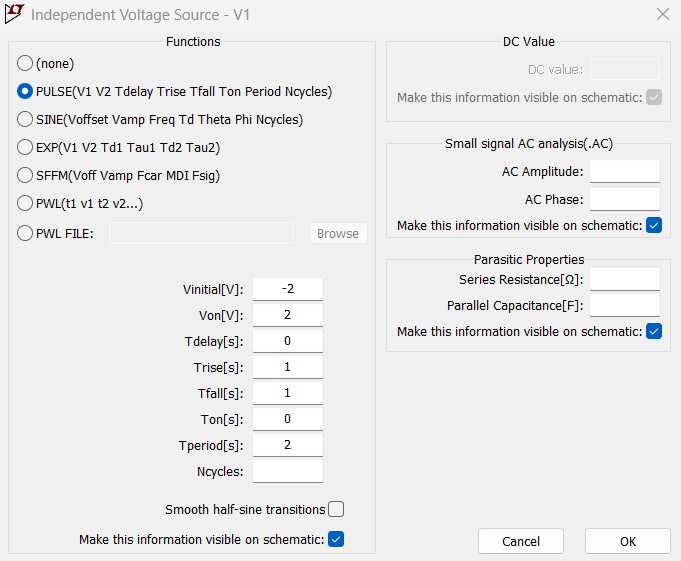 Independent Voltage Source - V1
Functions
(none)
PULSE(V1 V2 Tdelay Trise Tfall Ton Period Ncycles)
SINE(Voffset Vamp Freq Td Theta Phi Ncycles)
EXP(V1 V2 Td1 Tau1 Td2 Tau2)
SFFM(Voff Vamp Fcar MDI Fsig)
PWL(t1 v1 t2 v2...)
PWL FILE: Browse
Vinitial[V]: -2
Von[V]: 2
Tdelay[s]: 0
Trise[s]: 1
Tfall[s]: 1
Ton[s]: 0
Tperiod[s]: 2
Ncycles:
Smooth half-sine transitions
Make this information visible on schematic:
DC Value
DC value:
Make this information visible on schematic:
Small signal AC analysis(.AC)
AC Amplitude:
AC Phase:
Make this information visible on schematic:
Parasitic Properties
Series Resistance[Ω]:
Parallel Capacitance[F]:
Make this information visible on schematic:
Cancel OK